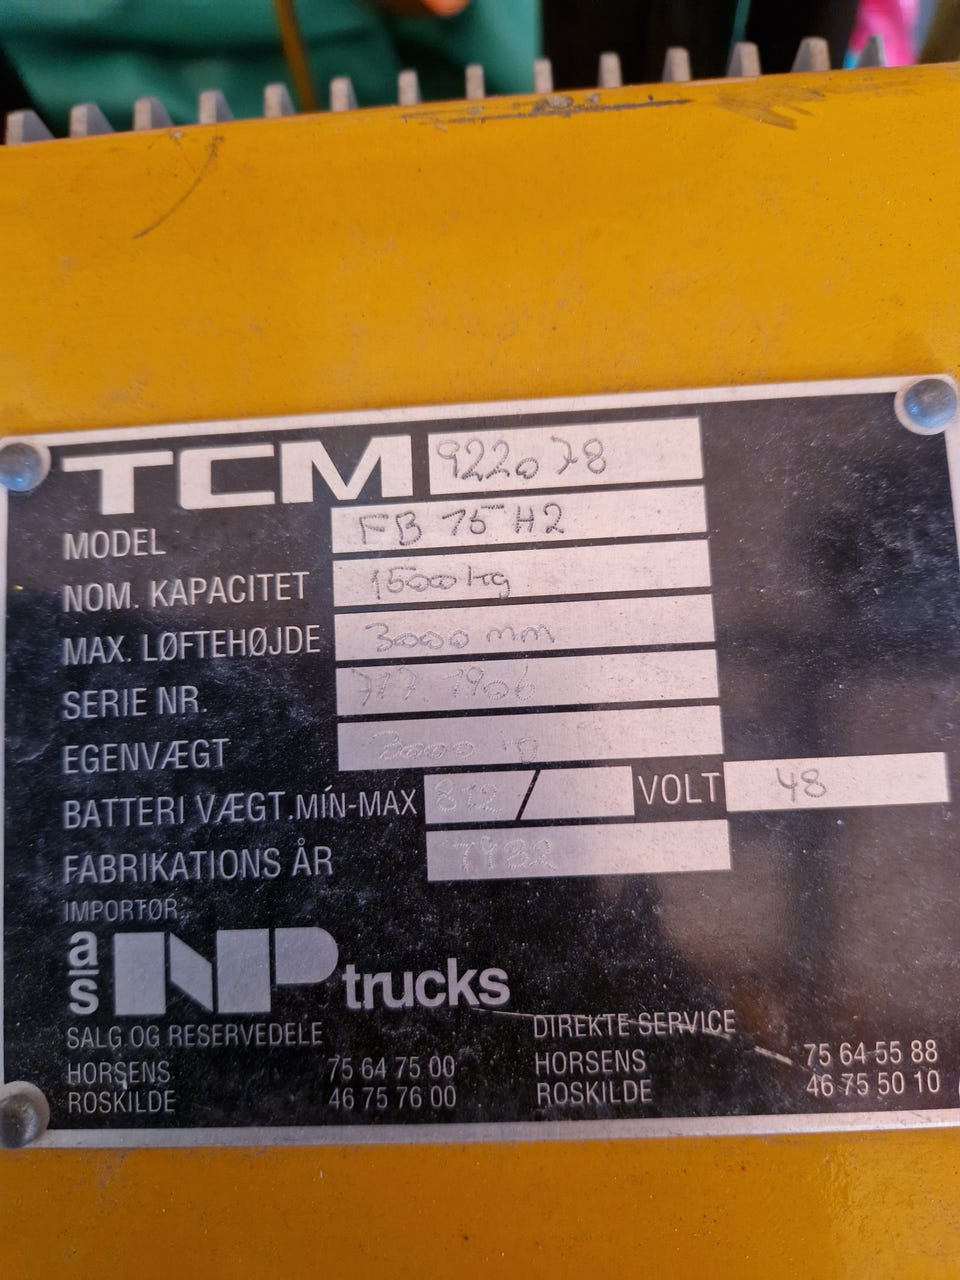 TCM 922078
MODEL FB 15 H2
NOM. KAPACITET 1500 kg
MAX. LØFTEHØJDE 3000 mm
SERIE NR.
EGENVÆGT
BATTERI VÆGT.MIN-MAX 812 / VOLT 48
FABRIKATIONS ÅR
IMPORTØR:
a/s NP trucks
SALG OG RESERVEDELE DIREKTE SERVICE
HORSENS 75 64 75 00 HORSENS 75 64 55 88
ROSKILDE 46 75 76 00 ROSKILDE 46 75 50 10